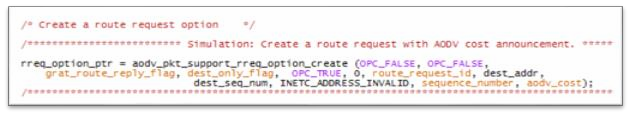 /* Create a route request option */
/************************* Simulation: Create a route request with AODV cost announcement. *****
rreq_option_ptr = aodv_pkt_support_rreq_option_create (OPC_FALSE, OPC_FALSE,
grat_route_reply_flag, dest_only_flag, OPC_TRUE, 0, route_request_id, dest_addr,
dest_seq_num, INETC_ADDRESS_INVALID, sequence_number, aodv_cost);
/***********************************************************************************************